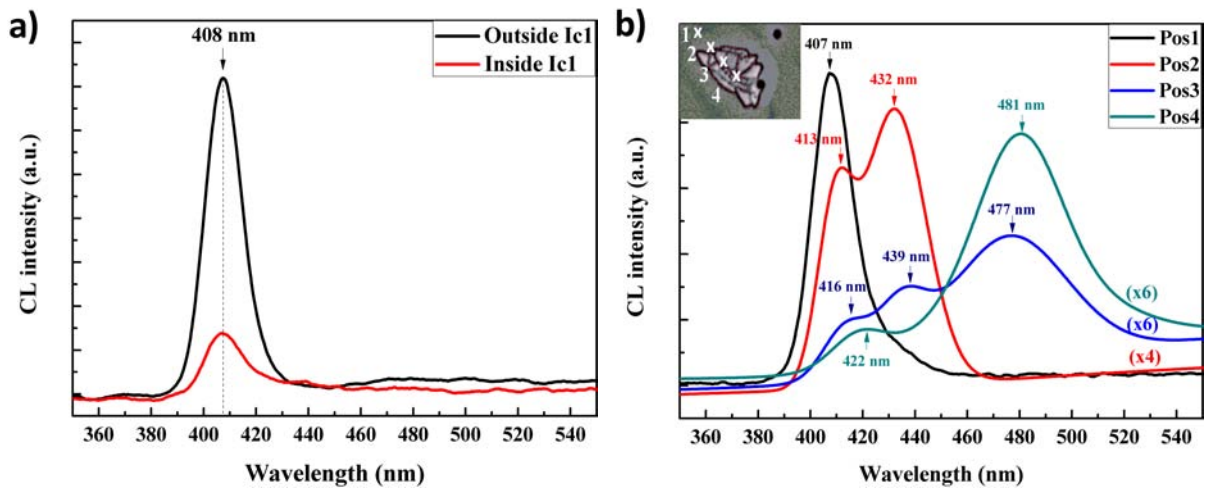 a)
408 nm
Outside Ic1
Inside Ic1
CL intensity (a.u.)
360 380 400 420 440 460 480 500 520 540
Wavelength (nm)
b)
1
2
3
4
407 nm
432 nm
413 nm
481 nm
477 nm
439 nm
416 nm
422 nm
(x6)
(x6)
(x4)
Pos1
Pos2
Pos3
Pos4
CL intensity (a.u.)
360 380 400 420 440 460 480 500 520 540
Wavelength (nm)